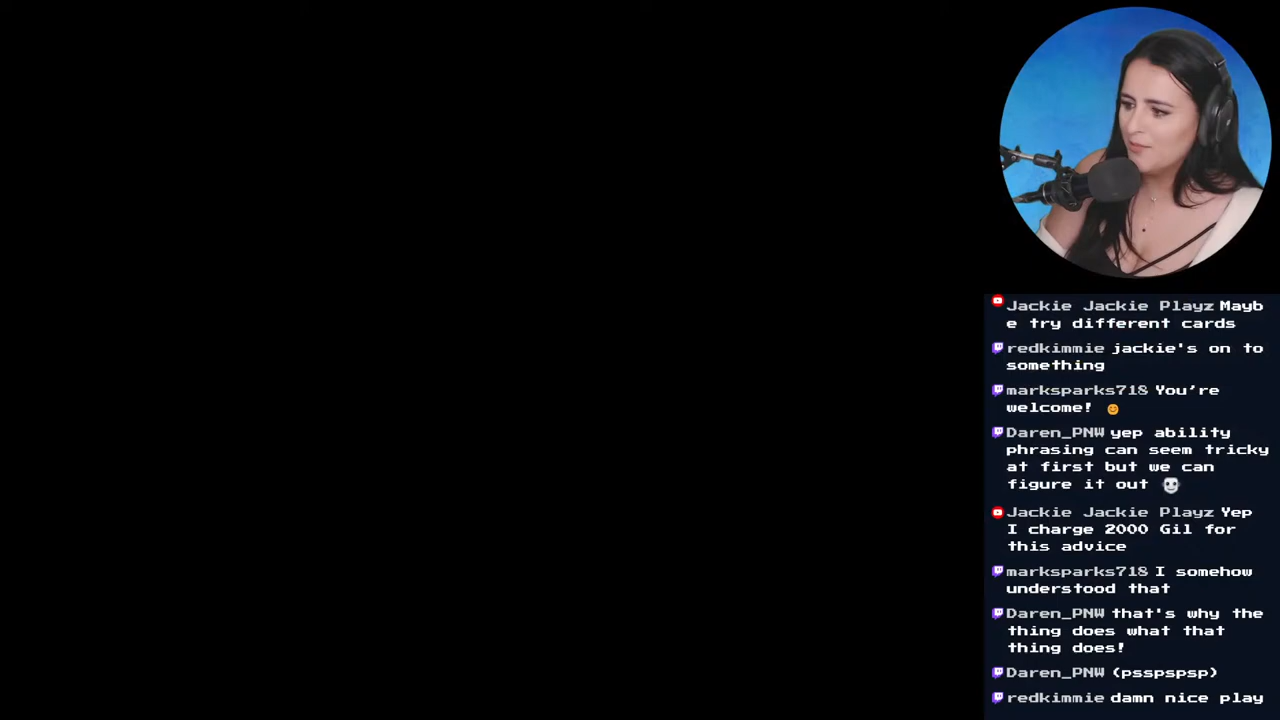 Jackie Jackie Playz Mayb
e try different cards
redkimmie jackie's on to
something
marksparks718 You're
welcome! 😊
Daren_PNW yep ability
phrasing can seem tricky
at first but we can
figure it out
Jackie Jackie Playz Yep
I charge 2000 Gil for
this advice
marksparks718 I somehow
understood that
Daren_PNW that's why the
thing does what that
thing does!
Daren_PNW (psspspsp)
redkimmie damn nice play